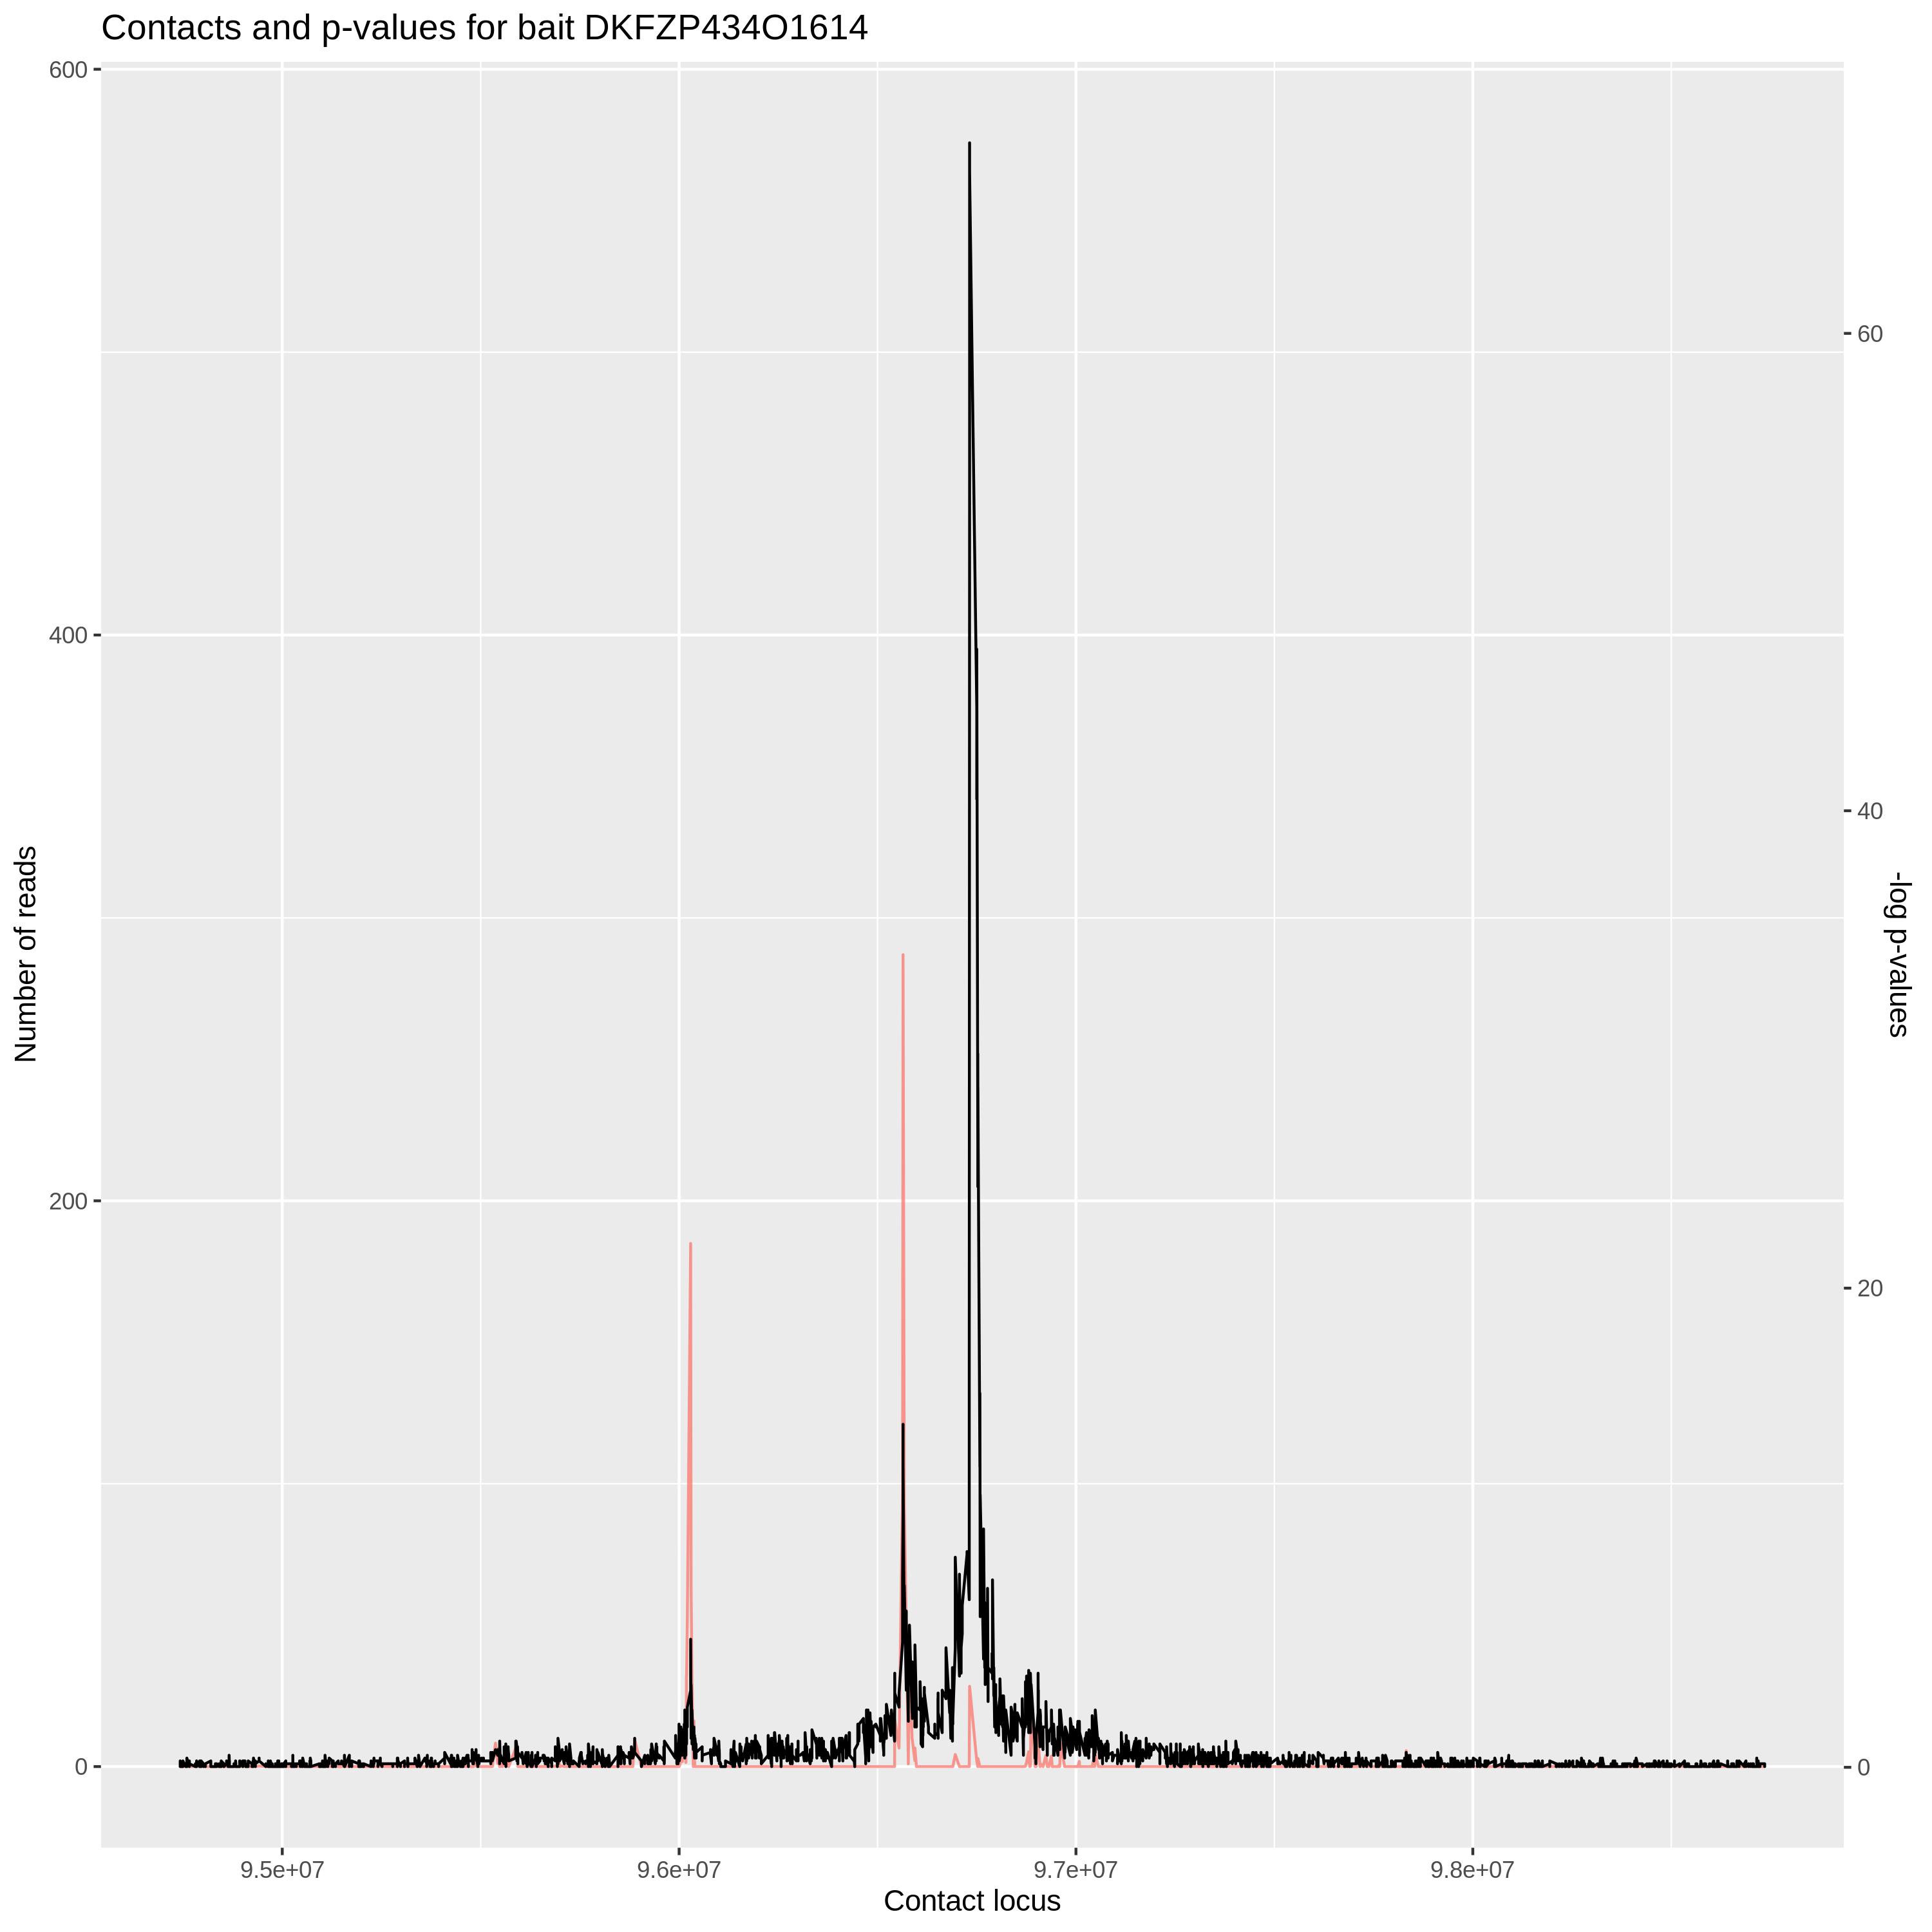 Contacts and p-values for bait DKFZP434O1614
600
400
200
0
Number of reads
60
40
20
0
-log p-values
9.5e+07
9.6e+07
9.7e+07
9.8e+07
Contact locus